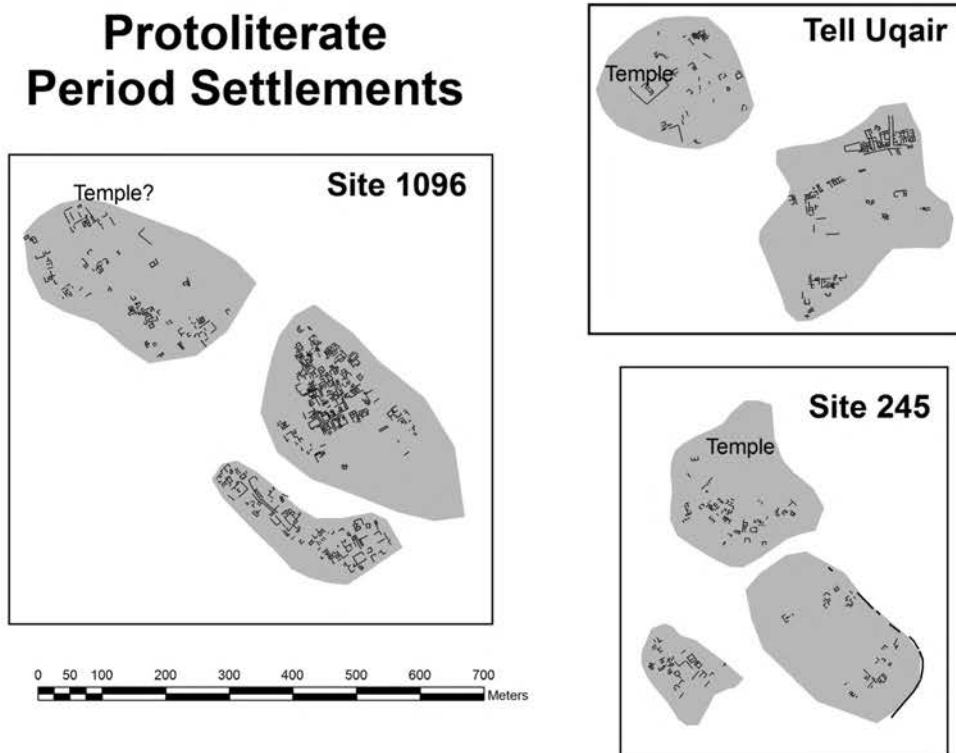 Protoliterate
Period Settlements
Tell Uqair
Temple
Site 1096
Temple?
Site 245
Temple
0 50 100 200 300 400 500 600 700
Meters